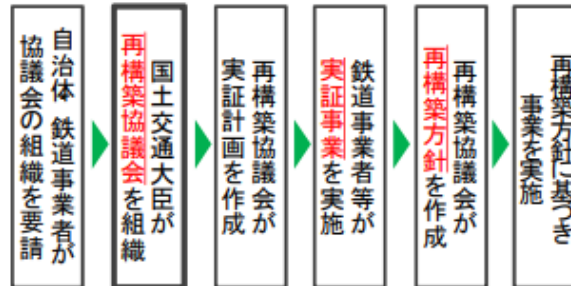 自治体、鉄道事業者が
協議会の組織を要請
国土交通大臣が
再構築協議会を組織
再構築協議会が
実証計画を作成
鉄道事業者等が
実証事業を実施
再構築協議会が
再構築方針を作成
再構築方針に基づき
事業を実施